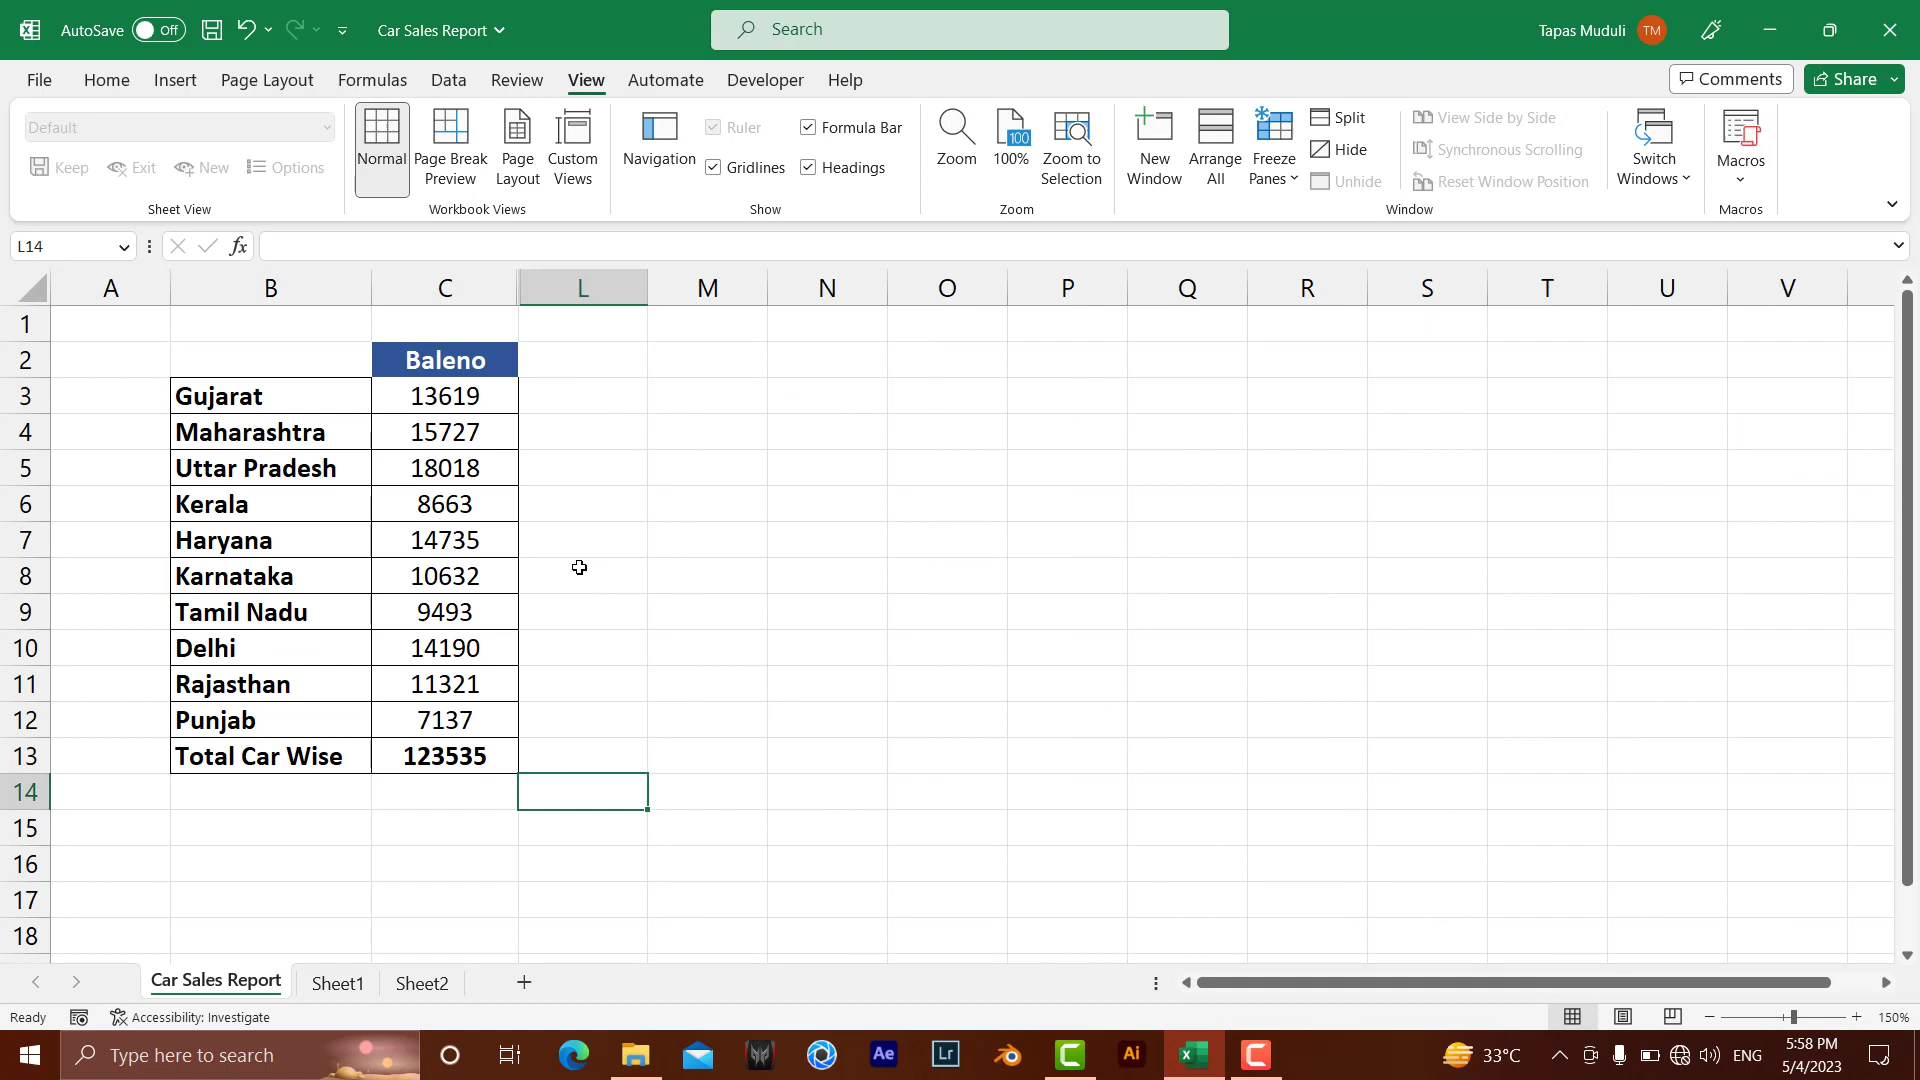 AutoSave Off Car Sales Report Search Tapas Muduli TM
File Home Insert Page Layout Formulas Data Review View Automate Developer Help Comments Share
Default
Keep Exit New Options
Sheet View
Normal Page Break Preview Page Layout Custom Views
Workbook Views
Navigation Ruler Formula Bar
Gridlines Headings
Show
Zoom 100 100% Zoom to Selection
Zoom
New Window Arrange All Freeze Panes Split
Hide
Unhide
View Side by Side
Synchronous Scrolling
Reset Window Position
Switch Windows
Window
Macros
Macros
L14 fx
A B C L M N O P Q R S T U V
1
2 Baleno
3 Gujarat 13619
4 Maharashtra 15727
5 Uttar Pradesh 18018
6 Kerala 8663
7 Haryana 14735
8 Karnataka 10632
9 Tamil Nadu 9493
10 Delhi 14190
11 Rajasthan 11321
12 Punjab 7137
13 Total Car Wise 123535
14
15
16
17
18
Car Sales Report Sheet1 Sheet2
Ready Accessibility: Investigate 150%
Type here to search Ae Lr Ai 33°C ENG 5:58 PM
5/4/2023